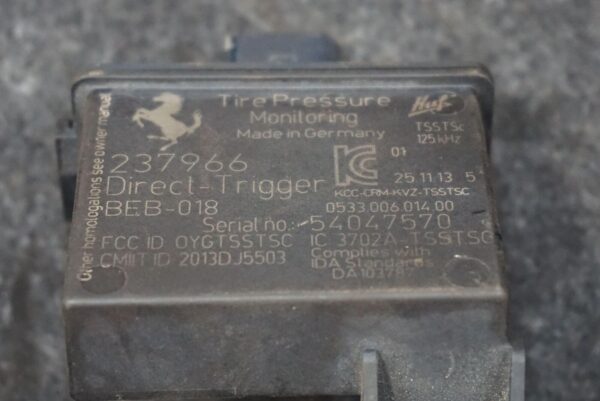 Tire Pressure
Monitoring
Made in Germany
Huf
TSSTSc
125 kHz
237966
Direct-Trigger
BEB-018
01
25 11 13 5
KCC-CRM-KVZ-TSSTSC
0533 006 014 00
Serial no.: 54047570
FCC ID OYGTSSTSC IC 3702A-TSSTSC
CMIIT ID 2013DJ5503
Complies with
IDA Standards
DA103787
Other homologations see owner manual